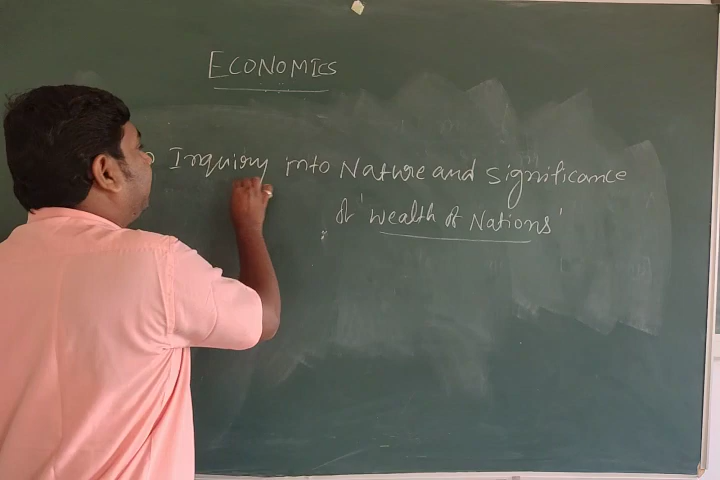 ECONOMICS
Inquiry into Nature and Significance
of 'Wealth of Nations'